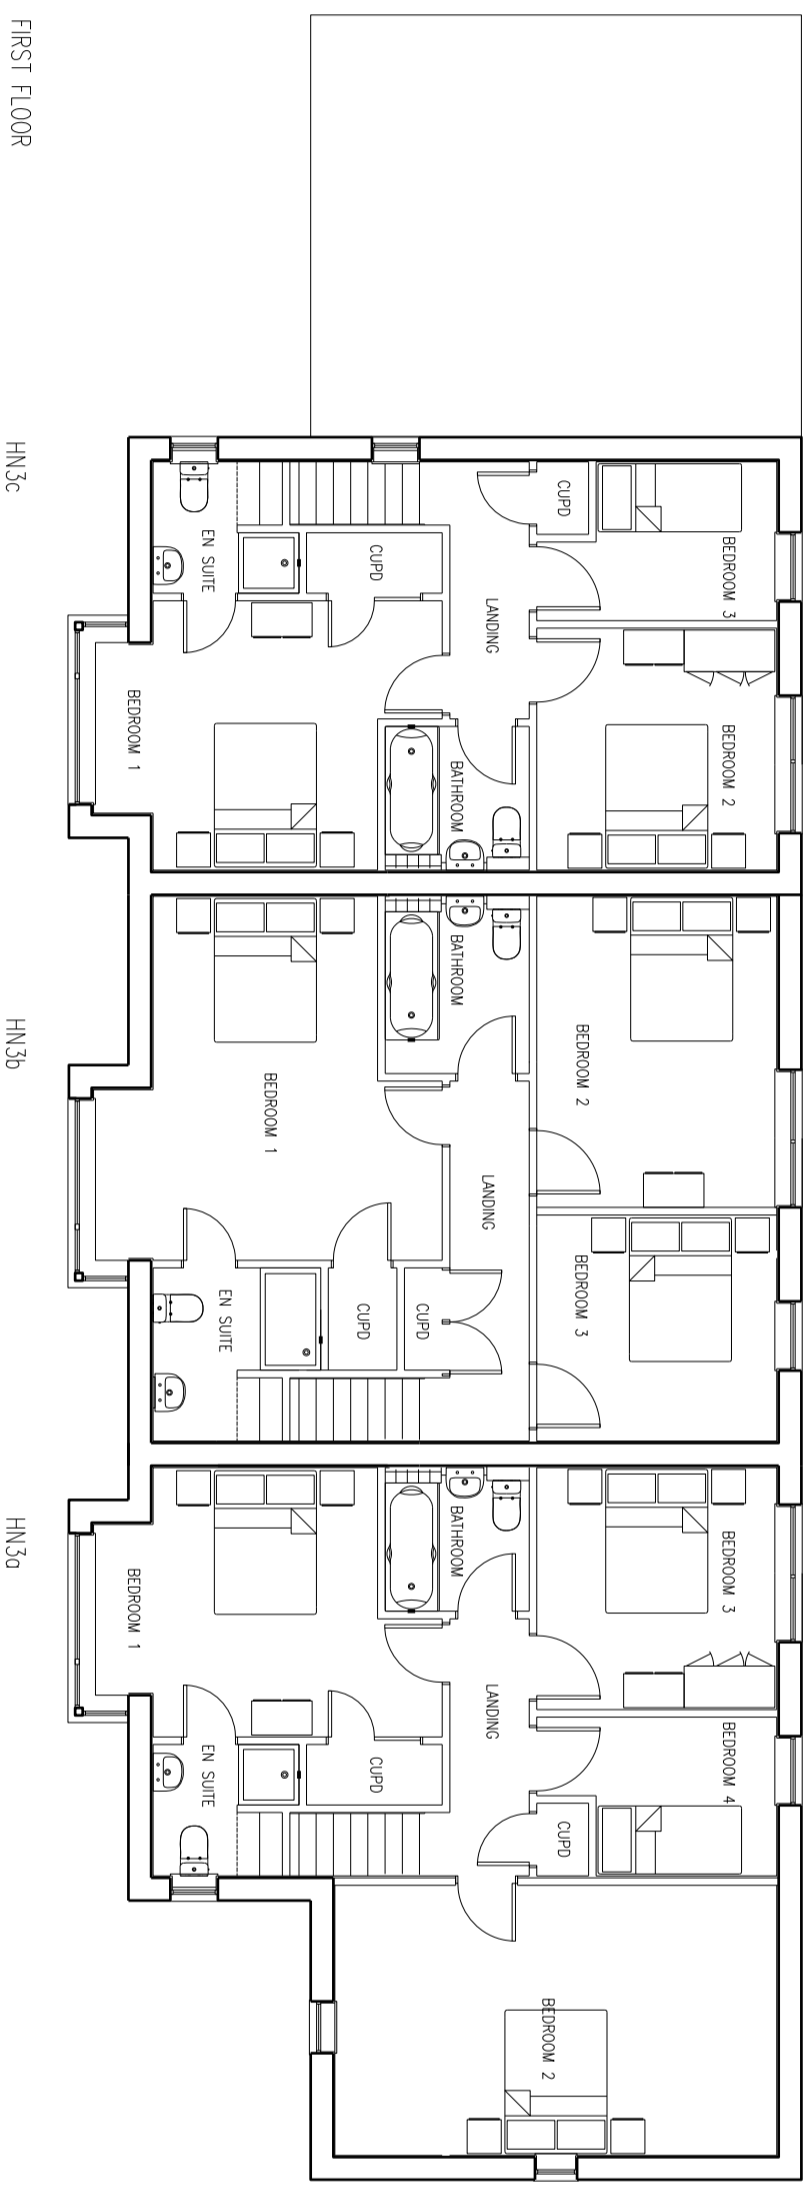 FIRST FLOOR
HN3c
CUPD
BEDROOM 3
EN SUITE
CUPD
LANDING
BEDROOM 1
BATHROOM
BEDROOM 2
HN3b
BATHROOM
BEDROOM 2
BEDROOM 1
LANDING
EN SUITE
CUPD
CUPD
BEDROOM 3
HN3a
BATHROOM
BEDROOM 3
BEDROOM 1
LANDING
BEDROOM 4
EN SUITE
CUPD
CUPD
BEDROOM 2